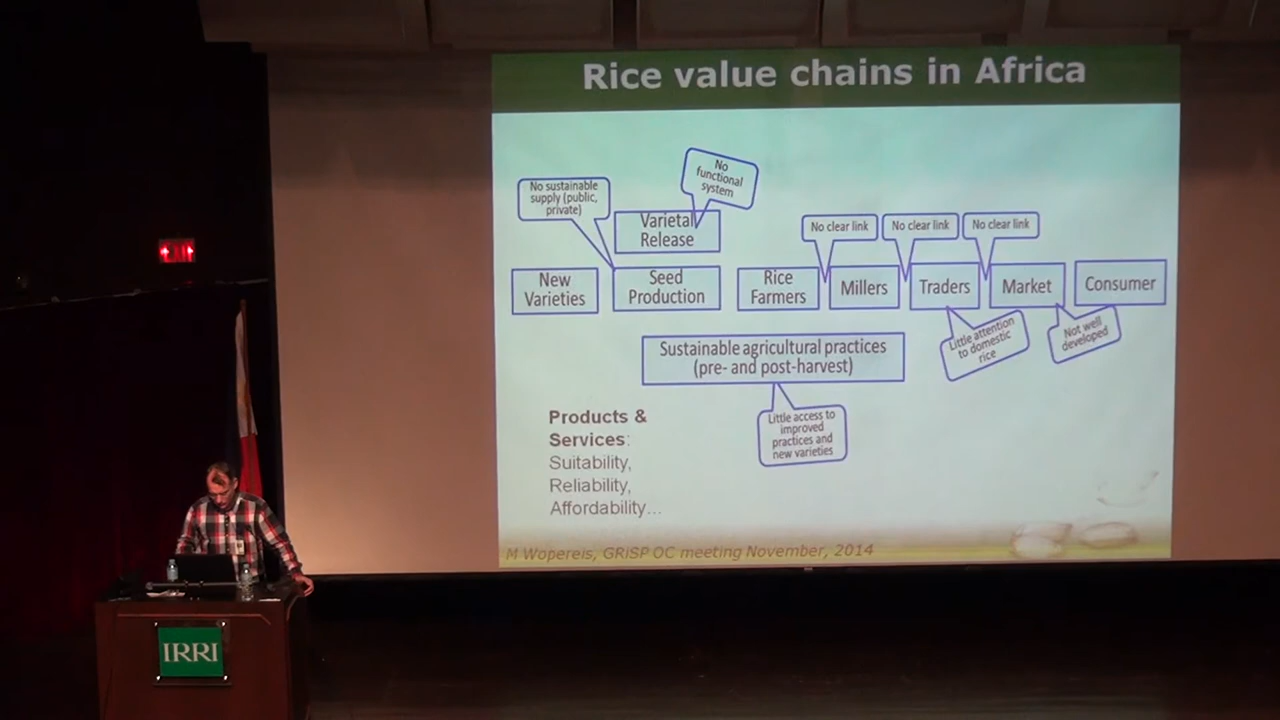 Rice value chains in Africa
No
functional
system
No sustainable
supply (public,
private)
Varietal
Release
No clear link
No clear link
No clear link
EXIT
New
Varieties
Seed
Production
Rice
Farmers
Millers
Traders
Market
Consumer
Little attention
to domestic
rice
Not well
developed
Sustainable agricultural practices
(pre- and post-harvest)
Little access to
improved
practices and
new varieties
Products &
Services:
Suitability,
Reliability,
Affordability...
M Wopereis, GRiSP OC meeting November, 2014
IRRI